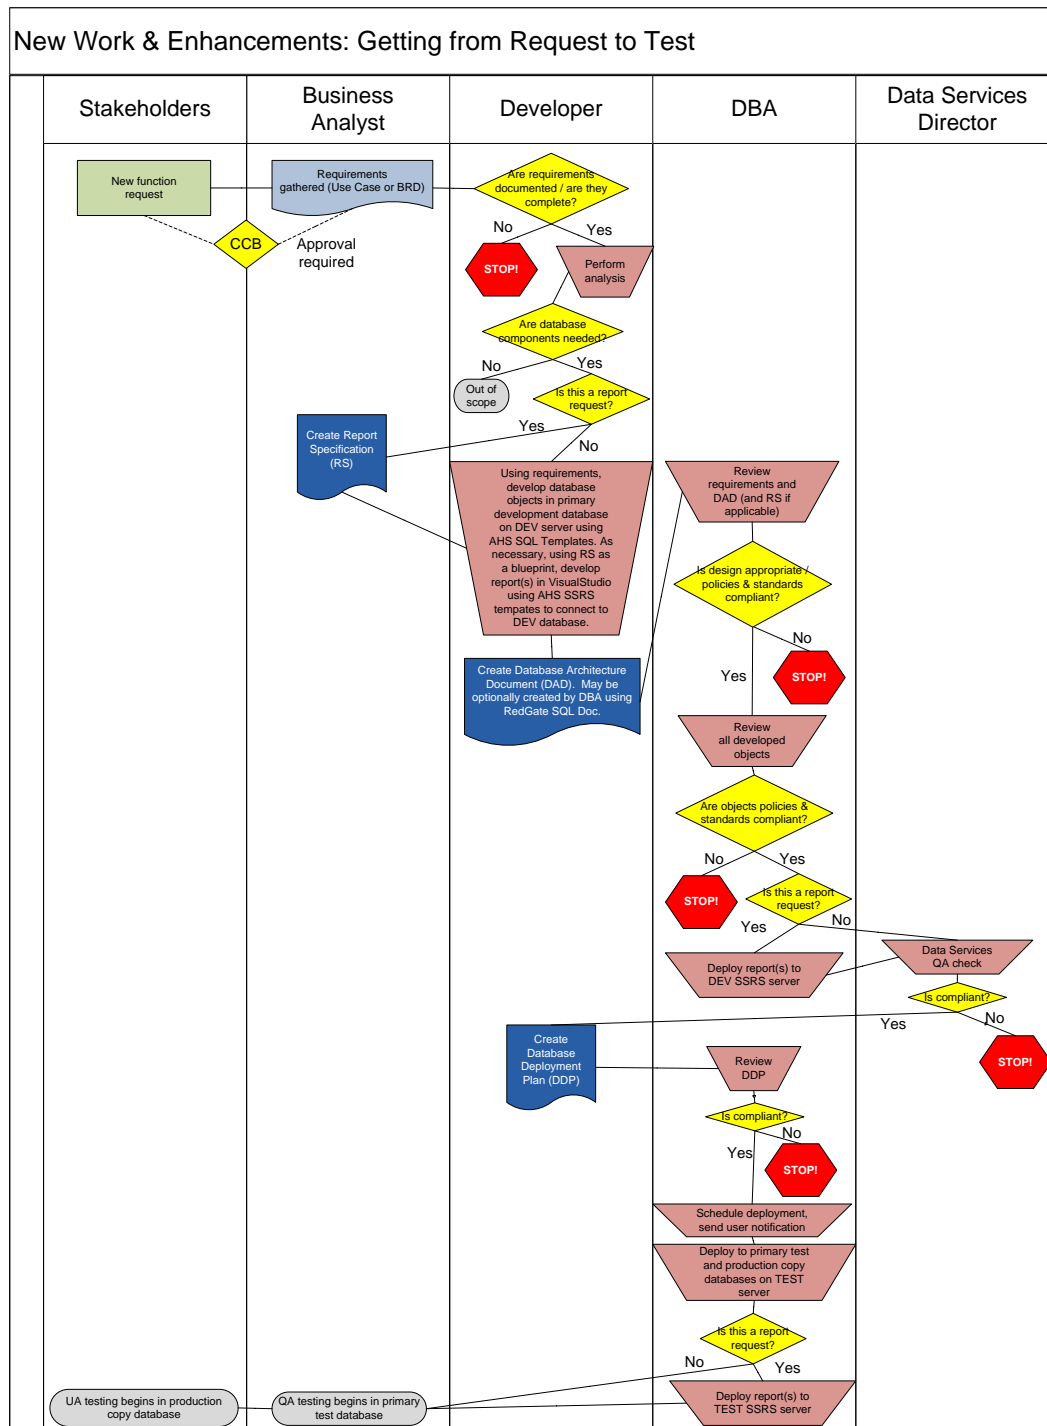 New Work & Enhancements: Getting from Request to Test
Stakeholders
Business
Analyst
Developer
DBA
Data Services
Director
New function
request
Requirements
gathered (Use Case or BRD)
Are requirements
documented / are they
complete?
CCB
Approval
required
No
Yes
STOP!
Perform
analysis
Are database
components needed?
No
Yes
Out of
scope
Is this a report
request?
Yes
No
Create Report
Specification
(RS)
Using requirements,
develop database
objects in primary
development database
on DEV server using
AHS SQL Templates. As
necessary, using RS as
a blueprint, develop
report(s) in VisualStudio
using AHS SSRS
tempates to connect to
DEV database.
Review
requirements and
DAD (and RS if
applicable)
Is design appropriate /
policies & standards
compliant?
No
Yes
STOP!
Create Database Architecture
Document (DAD).  May be
optionally created by DBA using
RedGate SQL Doc.
Review
all developed
objects
Are objects policies &
standards compliant?
No
Yes
STOP!
Is this a report
request?
Yes
No
Deploy report(s) to
DEV SSRS server
Data Services
QA check
Is compliant?
Yes
No
STOP!
Create
Database
Deployment
Plan (DDP)
Review
DDP
Is compliant?
No
Yes
STOP!
Schedule deployment,
send user notification
Deploy to primary test
and production copy
databases on TEST
server
Is this a report
request?
No
Yes
Deploy report(s) to
TEST SSRS server
QA testing begins in primary
test database
UA testing begins in production
copy database